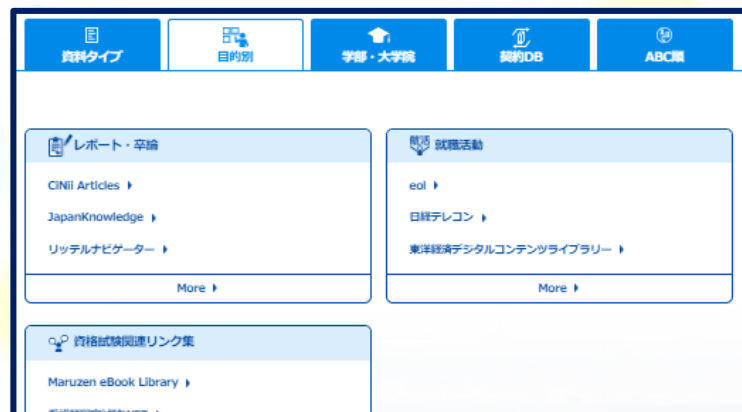 資料タイプ
目的別
学部・大学院
契約DB
ABC順
レポート・卒論
就活 就職活動
CiNii Articles
eol
JapanKnowledge
日経テレコン
リッテルナビゲーター
東洋経済デジタルコンテンツライブラリー
More
More
資格試験関連リンク集
Maruzen eBook Library